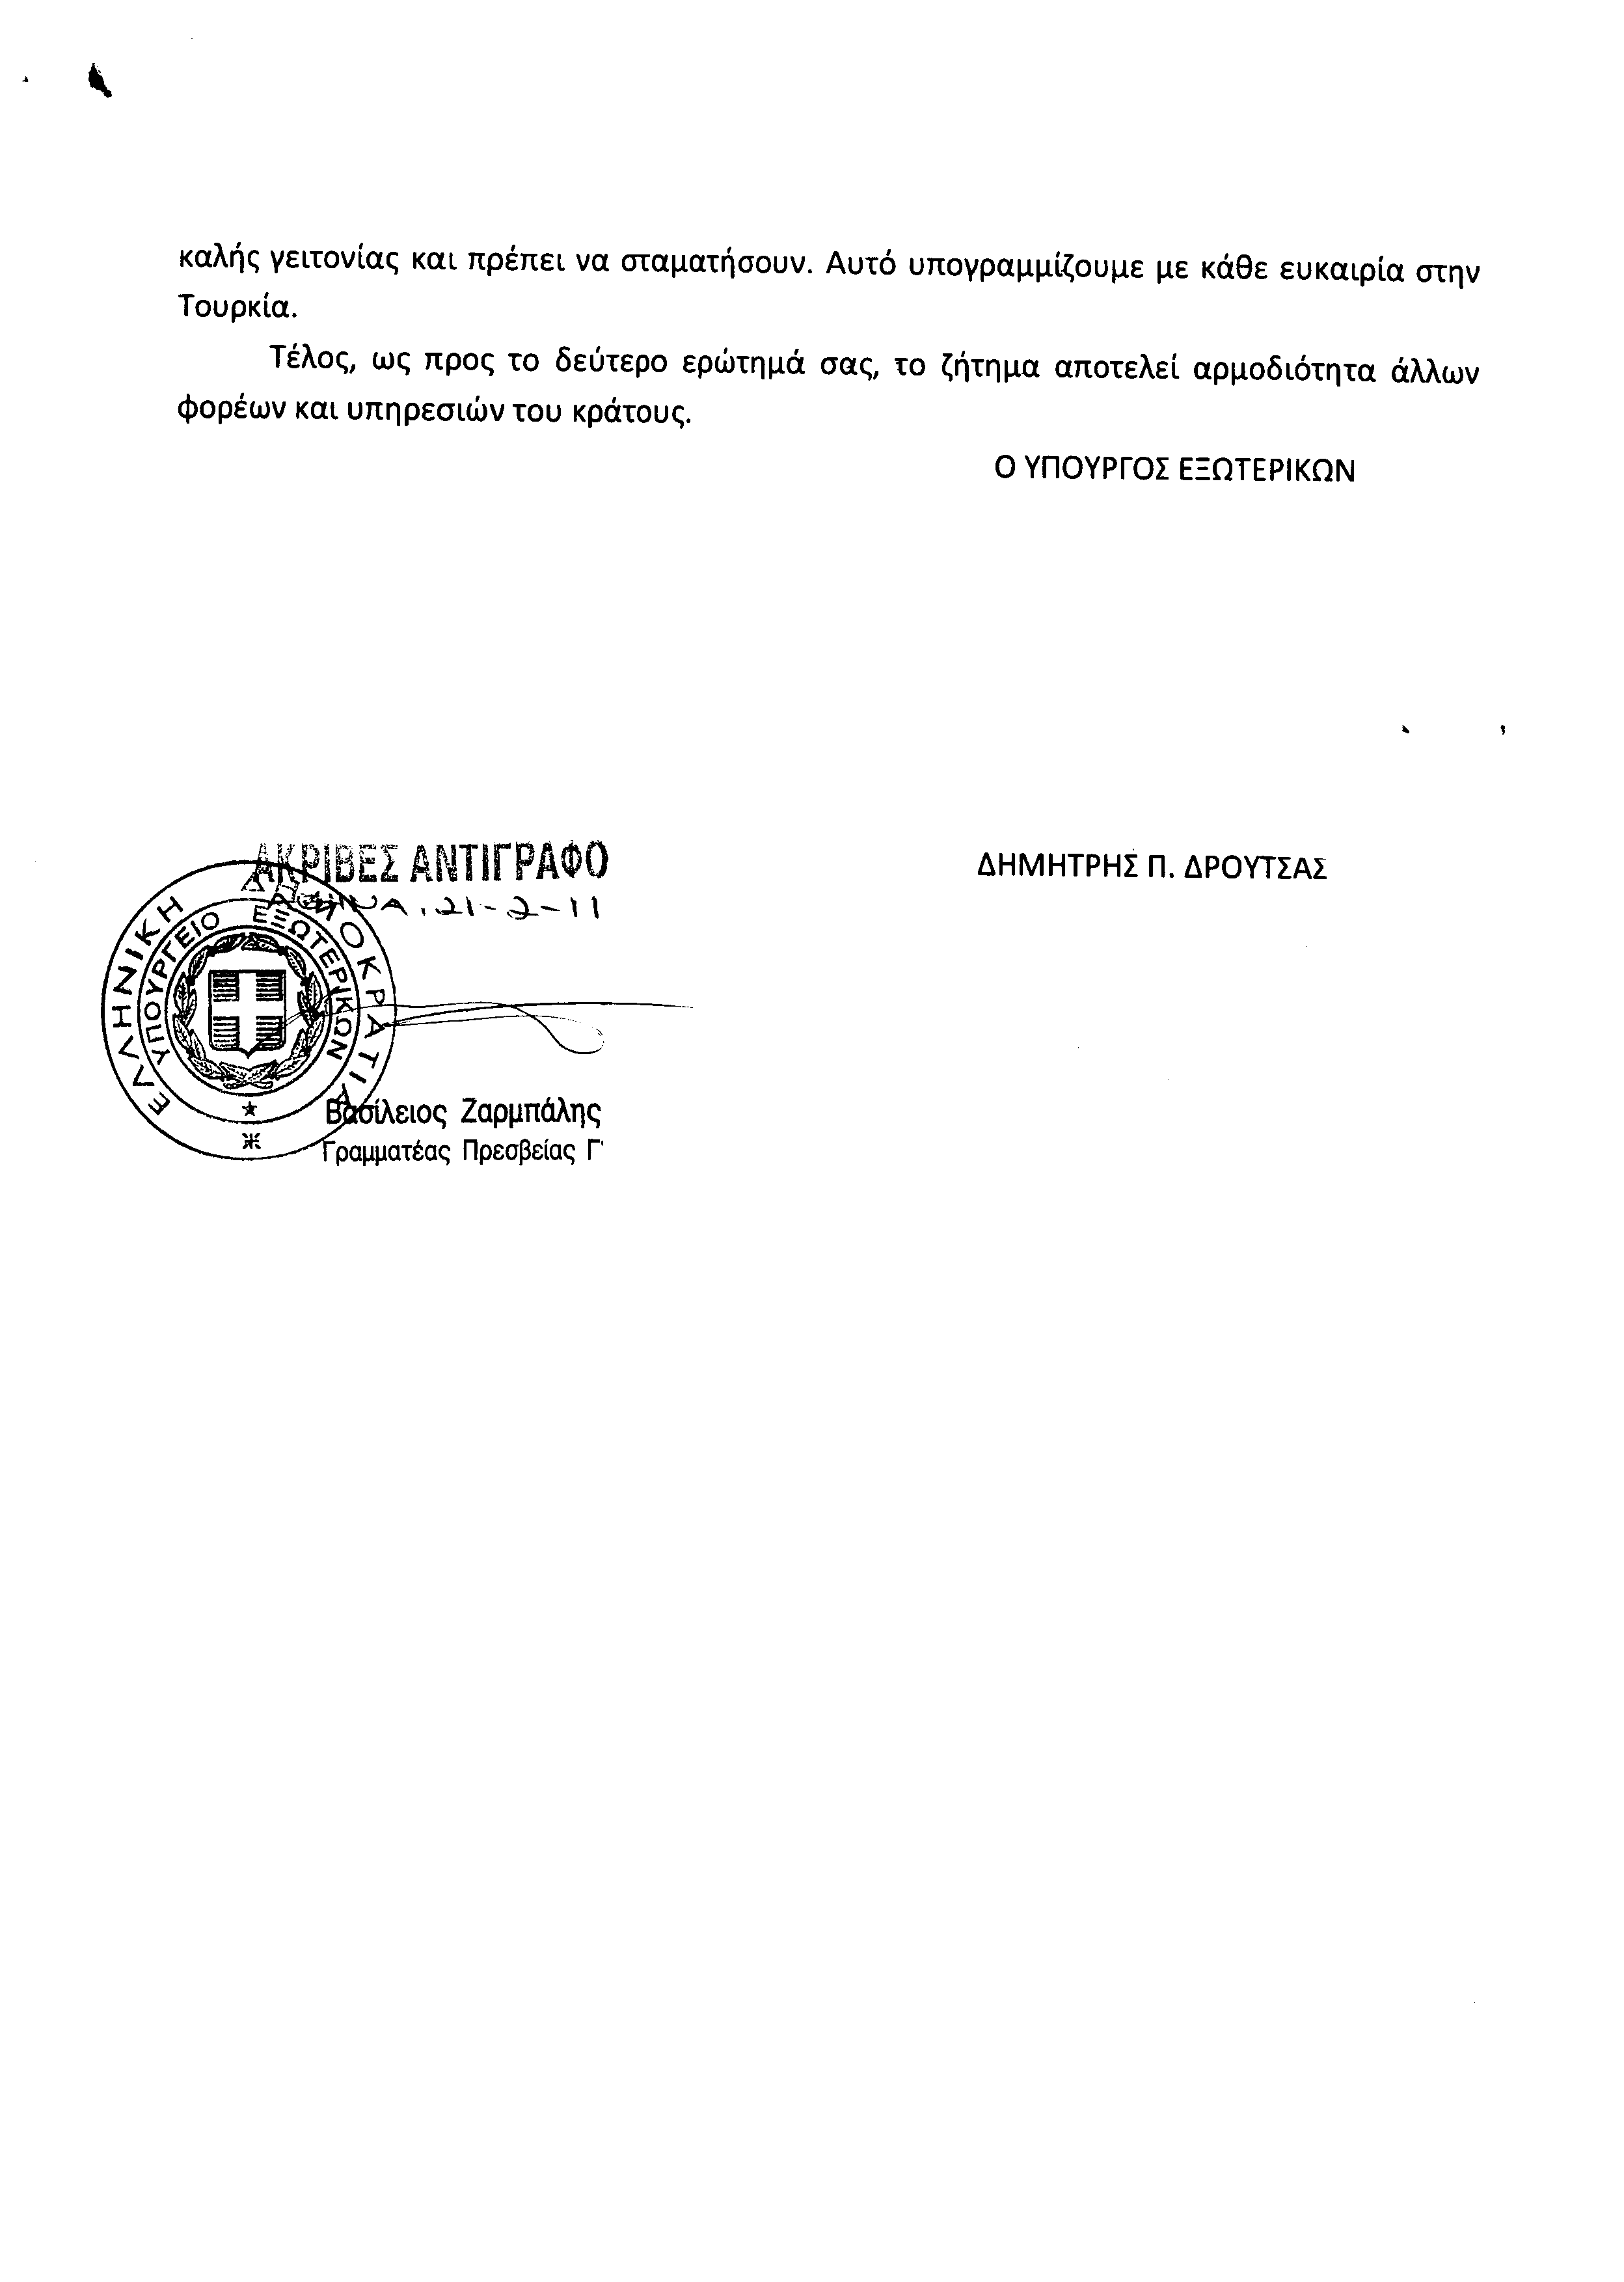 καλής γειτονίας και πρέπει να σταματήσουν. Αυτό υπογραμμίζουμε με κάθε ευκαιρία στην
Τουρκία.
Τέλος, ως προς το δεύτερο ερώτημά σας, το ζήτημα αποτελεί αρμοδιότητα άλλων
φορέων και υπηρεσιών του κράτους.
Ο ΥΠΟΥΡΓΟΣ ΕΞΩΤΕΡΙΚΩΝ
ΔΗΜΗΤΡΗΣ Π. ΔΡΟΥΤΣΑΣ
ΑΚΡΙΒΕΣ ΑΝΤΙΓΡΑΦΟ
21-2-11
ΕΛΛΗΝΙΚΗ ΔΗΜΟΚΡΑΤΙΑ
ΥΠΟΥΡΓΕΙΟ ΕΞΩΤΕΡΙΚΩΝ
Βασίλειος Ζαρμπάλης
Γραμματέας Πρεσβείας Γ'